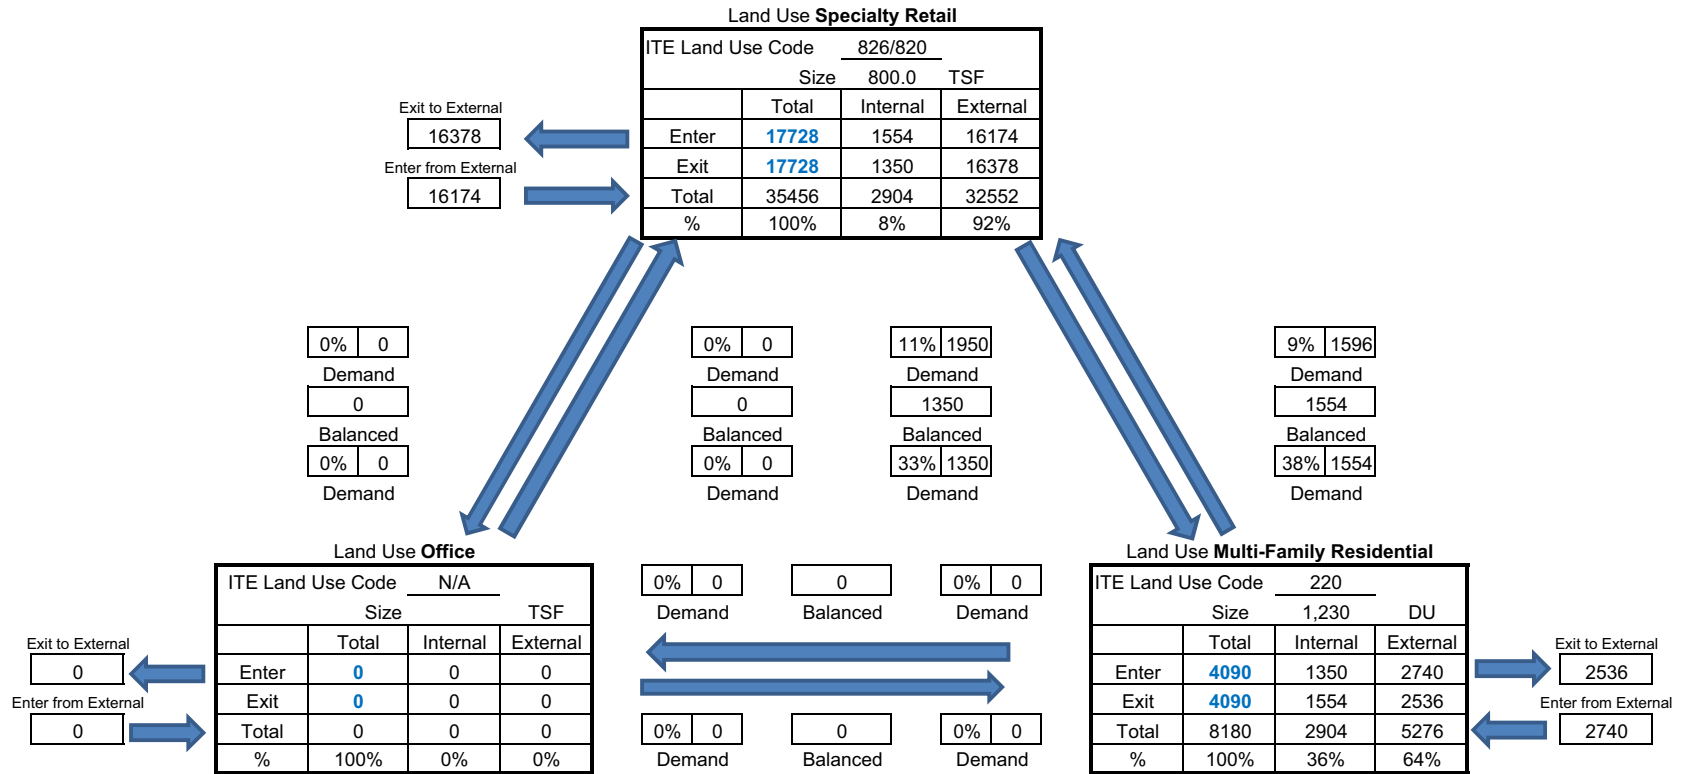 Land Use Specialty Retail
ITE Land Use Code 826/820
Size 800.0 TSF
Total Internal External
Enter 17728 1554 16174
Exit 17728 1350 16378
Total 35456 2904 32552
% 100% 8% 92%
Exit to External
16378
Enter from External
16174
0% 0
Demand
0
Balanced
0% 0
Demand
0% 0
Demand
0
Balanced
0% 0
Demand
11% 1950
Demand
1350
Balanced
33% 1350
Demand
9% 1596
Demand
1554
Balanced
38% 1554
Demand
Land Use Office
ITE Land Use Code N/A
Size TSF
Total Internal External
Enter 0 0 0
Exit 0 0 0
Total 0 0 0
% 100% 0% 0%
Exit to External
0
Enter from External
0
0% 0 0 0% 0
Demand Balanced Demand
0% 0 0 0% 0
Demand Balanced Demand
Land Use Multi-Family Residential
ITE Land Use Code 220
Size 1,230 DU
Total Internal External
Enter 4090 1350 2740
Exit 4090 1554 2536
Total 8180 2904 5276
% 100% 36% 64%
Exit to External
2536
Enter from External
2740